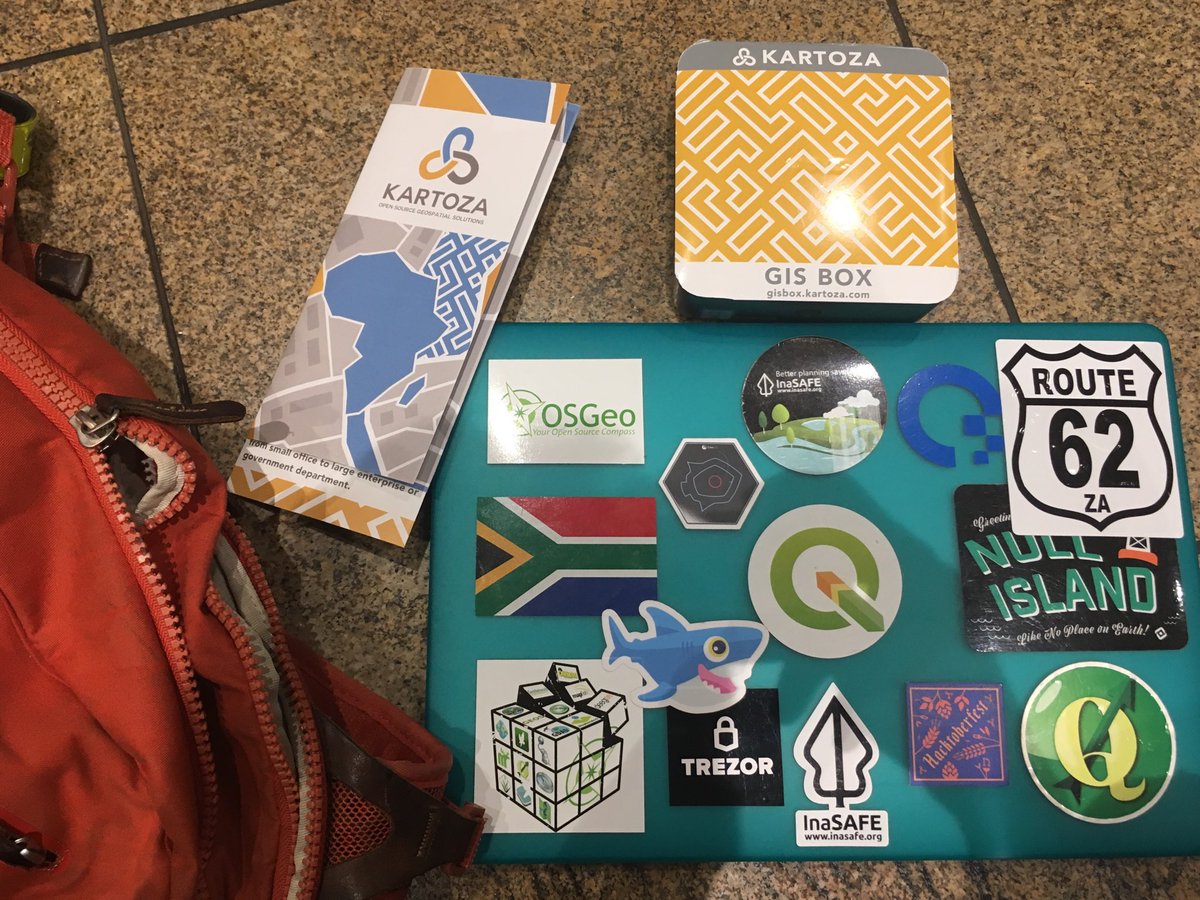 KARTOZA
OPEN SOURCE GEOSPATIAL SOLUTIONS
from small office to large enterprise or
government department.
KARTOZA
GIS BOX
gisbox.kartoza.com
OSGeo
Your Open Source Compass
Better planning sav
InaSAFE
www.inasafe.org
ROUTE
62
ZA
Greetin
NULL
ISLAND
Like No Place on Earth!
TREZOR
InaSAFE
www.inasafe.org
Hacktoberfest
Q